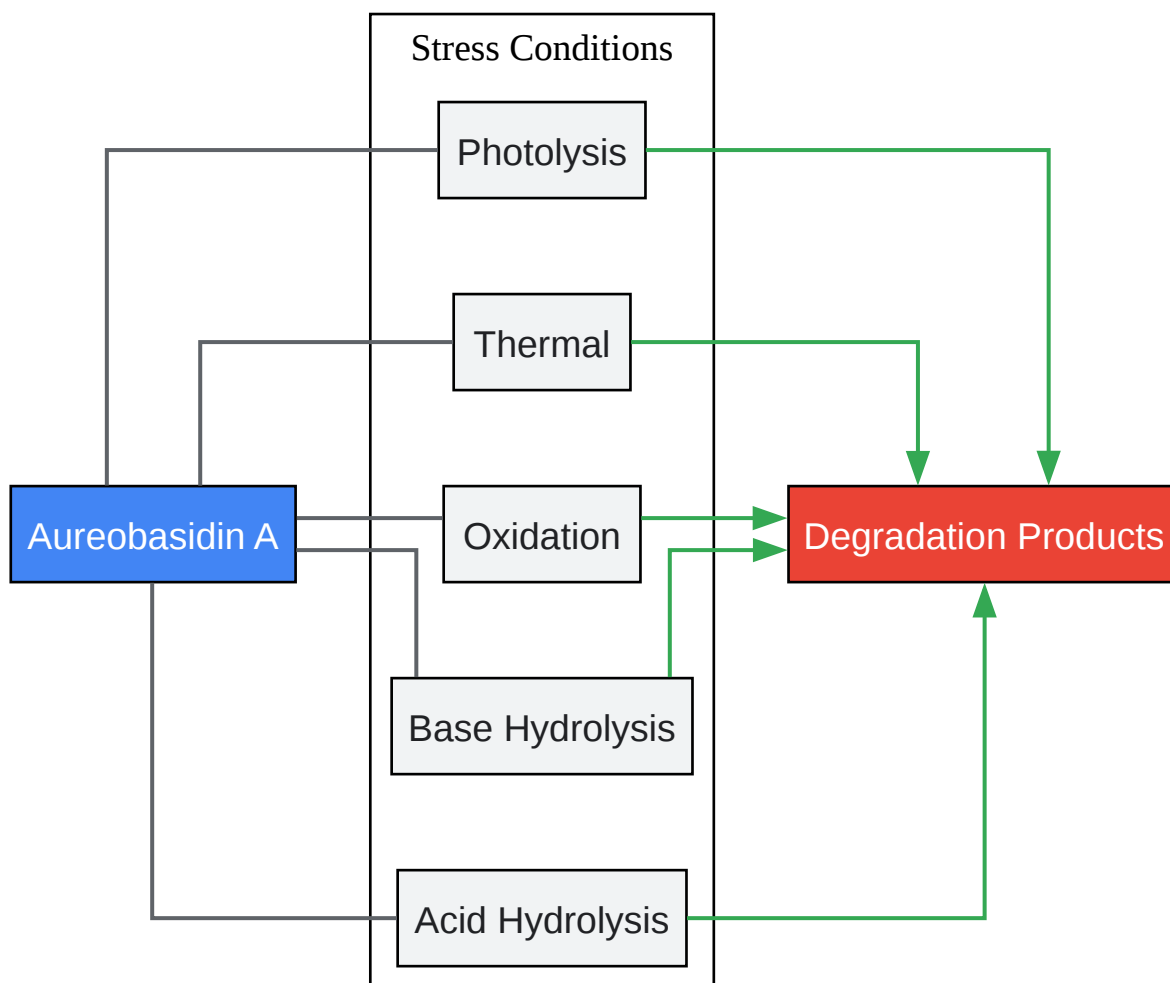 Stress Conditions
Photolysis
Thermal
Aureobasidin A
Oxidation
Degradation Products
Base Hydrolysis
Acid Hydrolysis